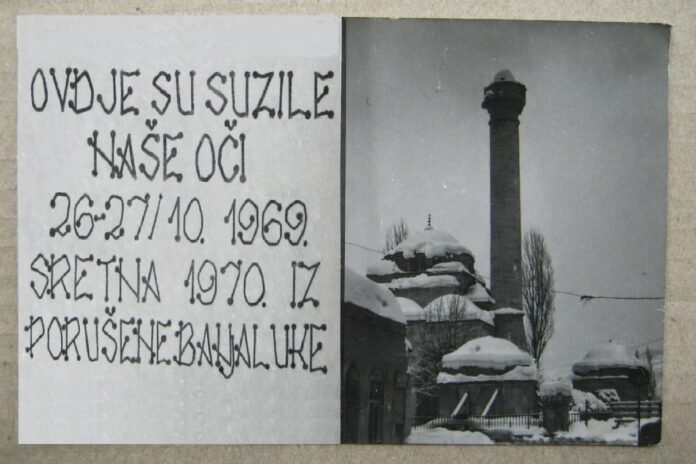 OVDJE SU SUZILE
NAŠE OČI
26-27/10. 1969.
SRETNA 1970. IZ
PORUŠENE BANJALUKE